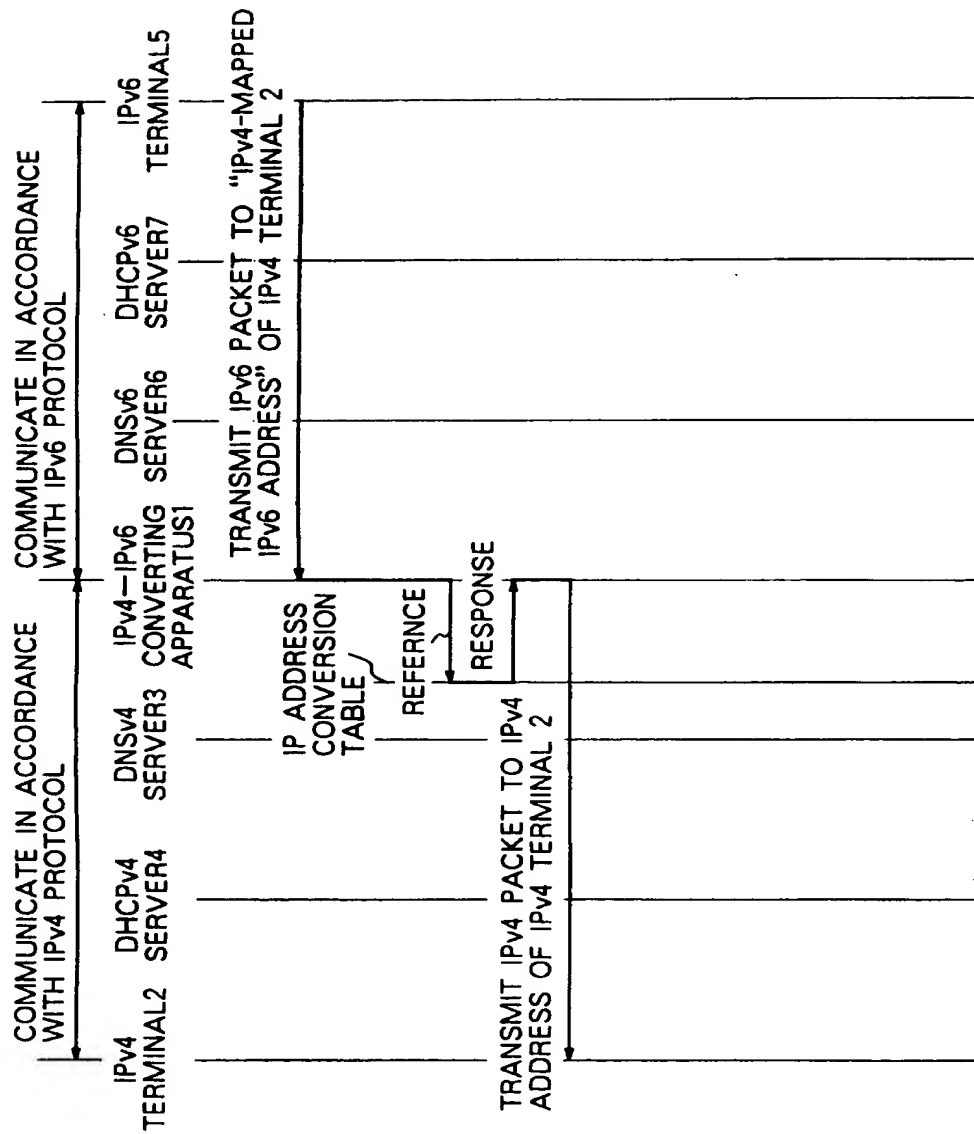 COMMUNICATE IN ACCORDANCE
WITH IPv4 PROTOCOL
COMMUNICATE IN ACCORDANCE
WITH IPv6 PROTOCOL
IPv4
TERMINAL2
DHCPv4
SERVER4
DNSv4
SERVER3
IPv4-IPv6
CONVERTING
APPARATUS1
DNSv6
SERVER6
DHCPv6
SERVER7
IPv6
TERMINAL5
TRANSMIT IPv6 PACKET TO "IPv4-MAPPED
IPv6 ADDRESS" OF IPv4 TERMINAL 2
IP ADDRESS
CONVERSION
TABLE
REFERNCE
RESPONSE
TRANSMIT IPv4 PACKET TO IPv4
ADDRESS OF IPv4 TERMINAL 2